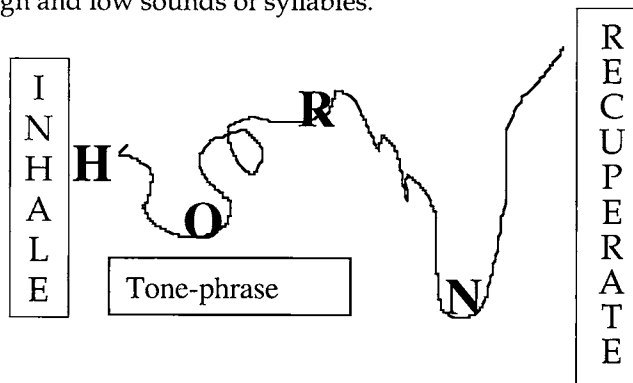 gh and low sounds of syllables.
INHALE
H
O
R
N
Tone-phrase
RECUPERATE